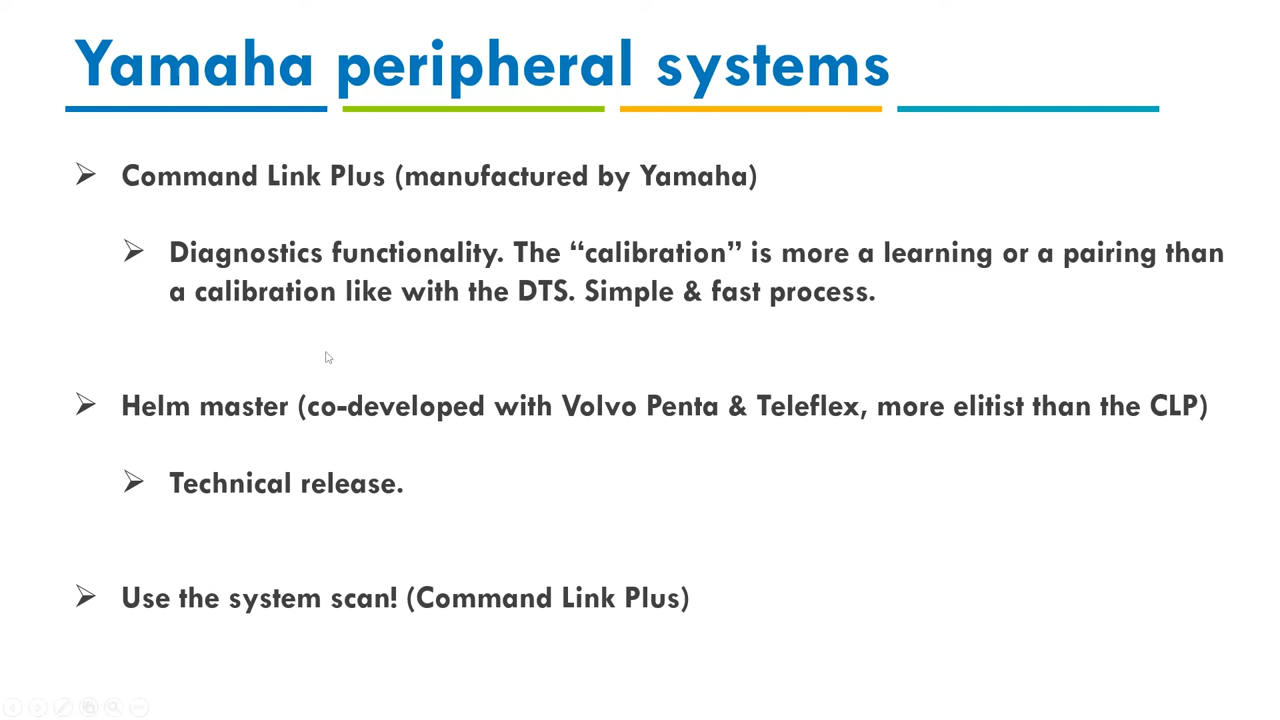 Yamaha peripheral systems
Command Link Plus (manufactured by Yamaha)
Diagnostics functionality. The “calibration” is more a learning or a pairing than
a calibration like with the DTS. Simple & fast process.
Helm master (co-developed with Volvo Penta & Teleflex, more elitist than the CLP)
Technical release.
Use the system scan! (Command Link Plus)